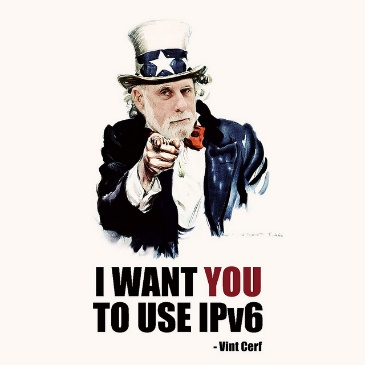 I WANT YOU
TO USE IPv6
- Vint Cerf